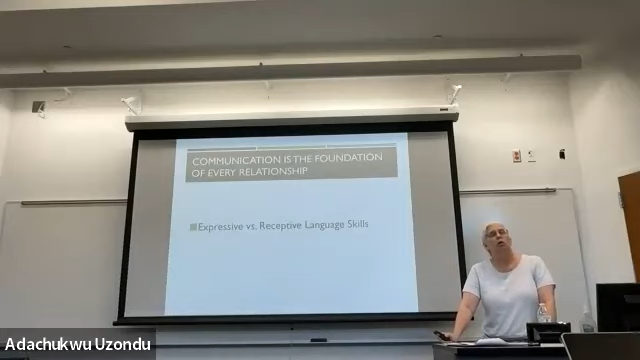 COMMUNICATION IS THE FOUNDATION
OF EVERY RELATIONSHIP
Expressive vs. Receptive Language Skills
Adachukwu Uzondu